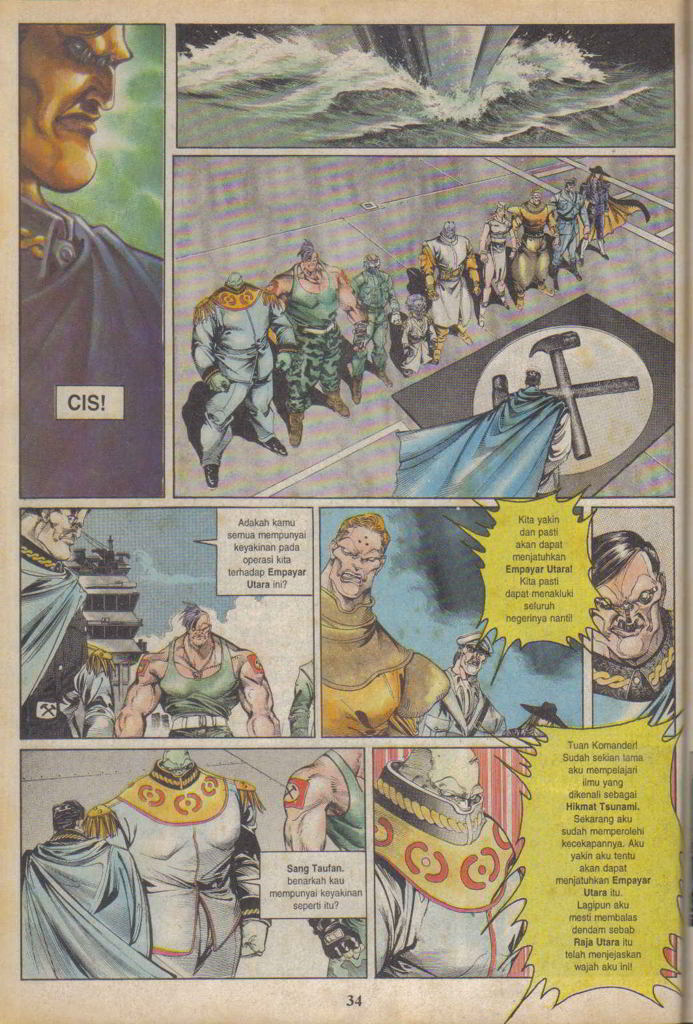 CIS!
Adakah kamu
semua mempunyai
keyakinan pada
operasi kita
terhadap Empayar
Utara ini?
Kita yakin
dan pasti
akan dapat
menjatuhkan
Empayar Utara!
Kita pasti
dapat menakluki
seluruh
negerinya nanti!
Sang Taufan.
benarkah kau
mempunyai keyakinan
seperti itu?
Tuan Komander!
Sudah sekian lama
aku mempelajari
ilmu yang
dikenali sebagai
Hikmat Tsunami.
Sekarang aku
sudah memperolehi
kecekapannya. Aku
yakin aku tentu
akan dapat
menjatuhkan Empayar
Utara itu.
Lagipun aku
mesti membalas
dendam sebab
Raja Utara itu
telah menjejaskan
wajah aku ini!
34